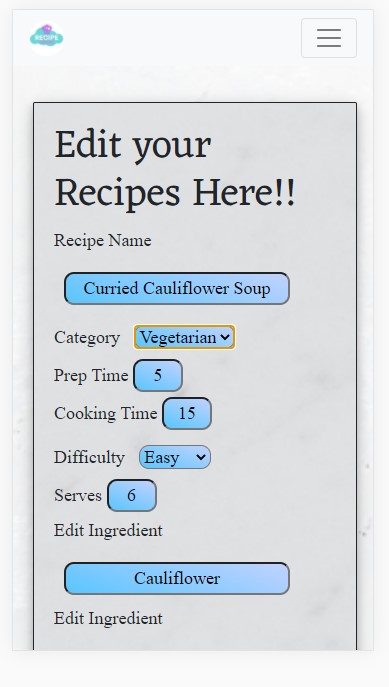 RECIPE
Edit your
Recipes Here!!
Recipe Name
Curried Cauliflower Soup
Category Vegetarian
Prep Time 5
Cooking Time 15
Difficulty Easy
Serves 6
Edit Ingredient
Cauliflower
Edit Ingredient